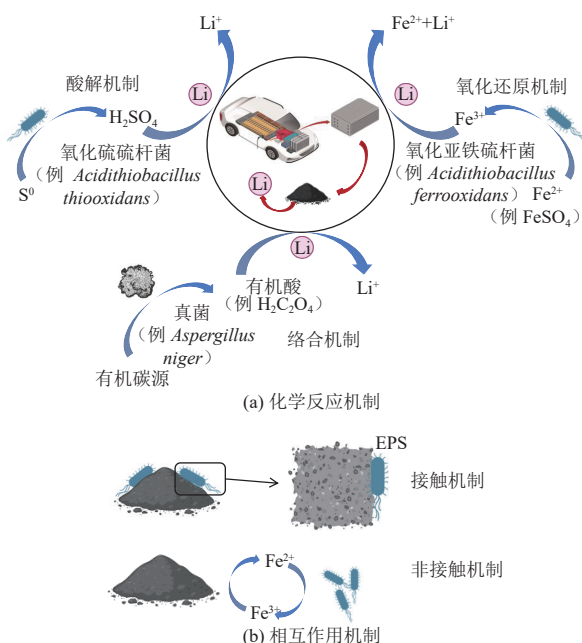 Li⁺
Fe²⁺+Li⁺
酸解机制
Li
Li
氧化还原机制
H₂SO₄
Fe³⁺
氧化硫硫杆菌
氧化亚铁硫杆菌
(例 Acidithiobacillus
(例 Acidithiobacillus
Li
S⁰
thiooxidans)
ferrooxidans)
Fe²⁺
(例 FeSO₄)
Li
有机酸
Li⁺
(例 H₂C₂O₄)
真菌
(例 Aspergillus
络合机制
niger)
有机碳源
(a) 化学反应机制
EPS
接触机制
Fe²⁺
非接触机制
Fe³⁺
(b) 相互作用机制